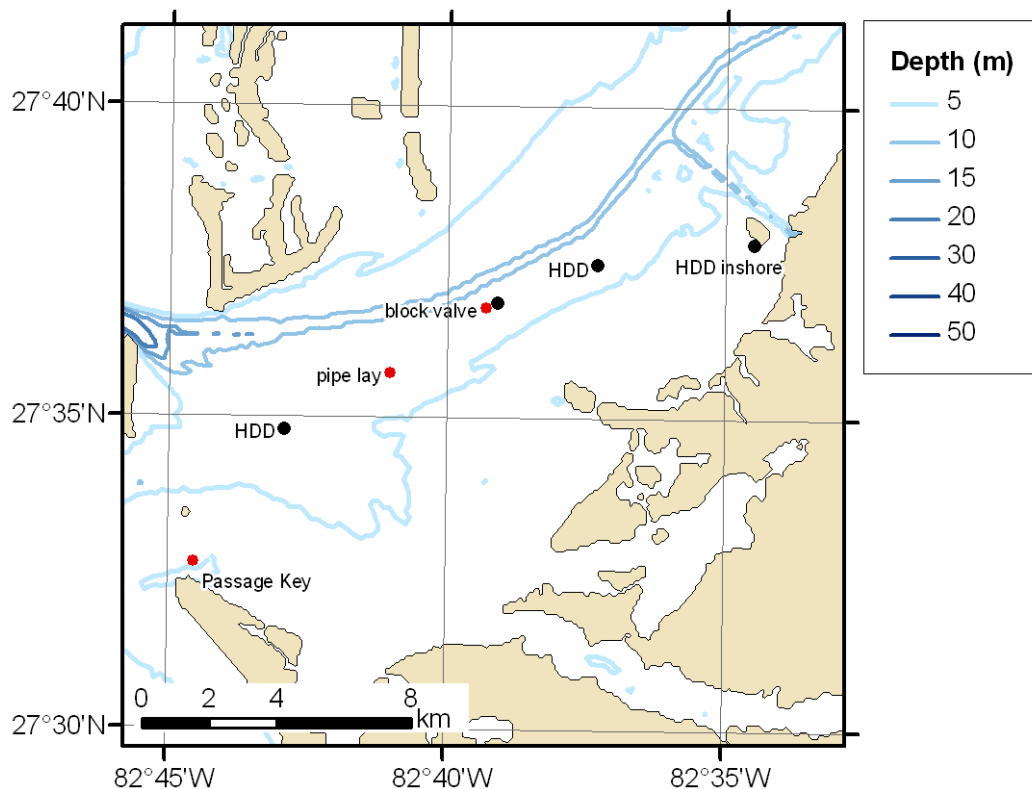 Depth (m)
5
10
15
20
30
40
50
27°40'N
27°35'N
27°30'N
HDD
HDD inshore
block valve
pipe lay
HDD
Passage Key
0 2 4 8
km
82°45'W 82°40'W 82°35'W